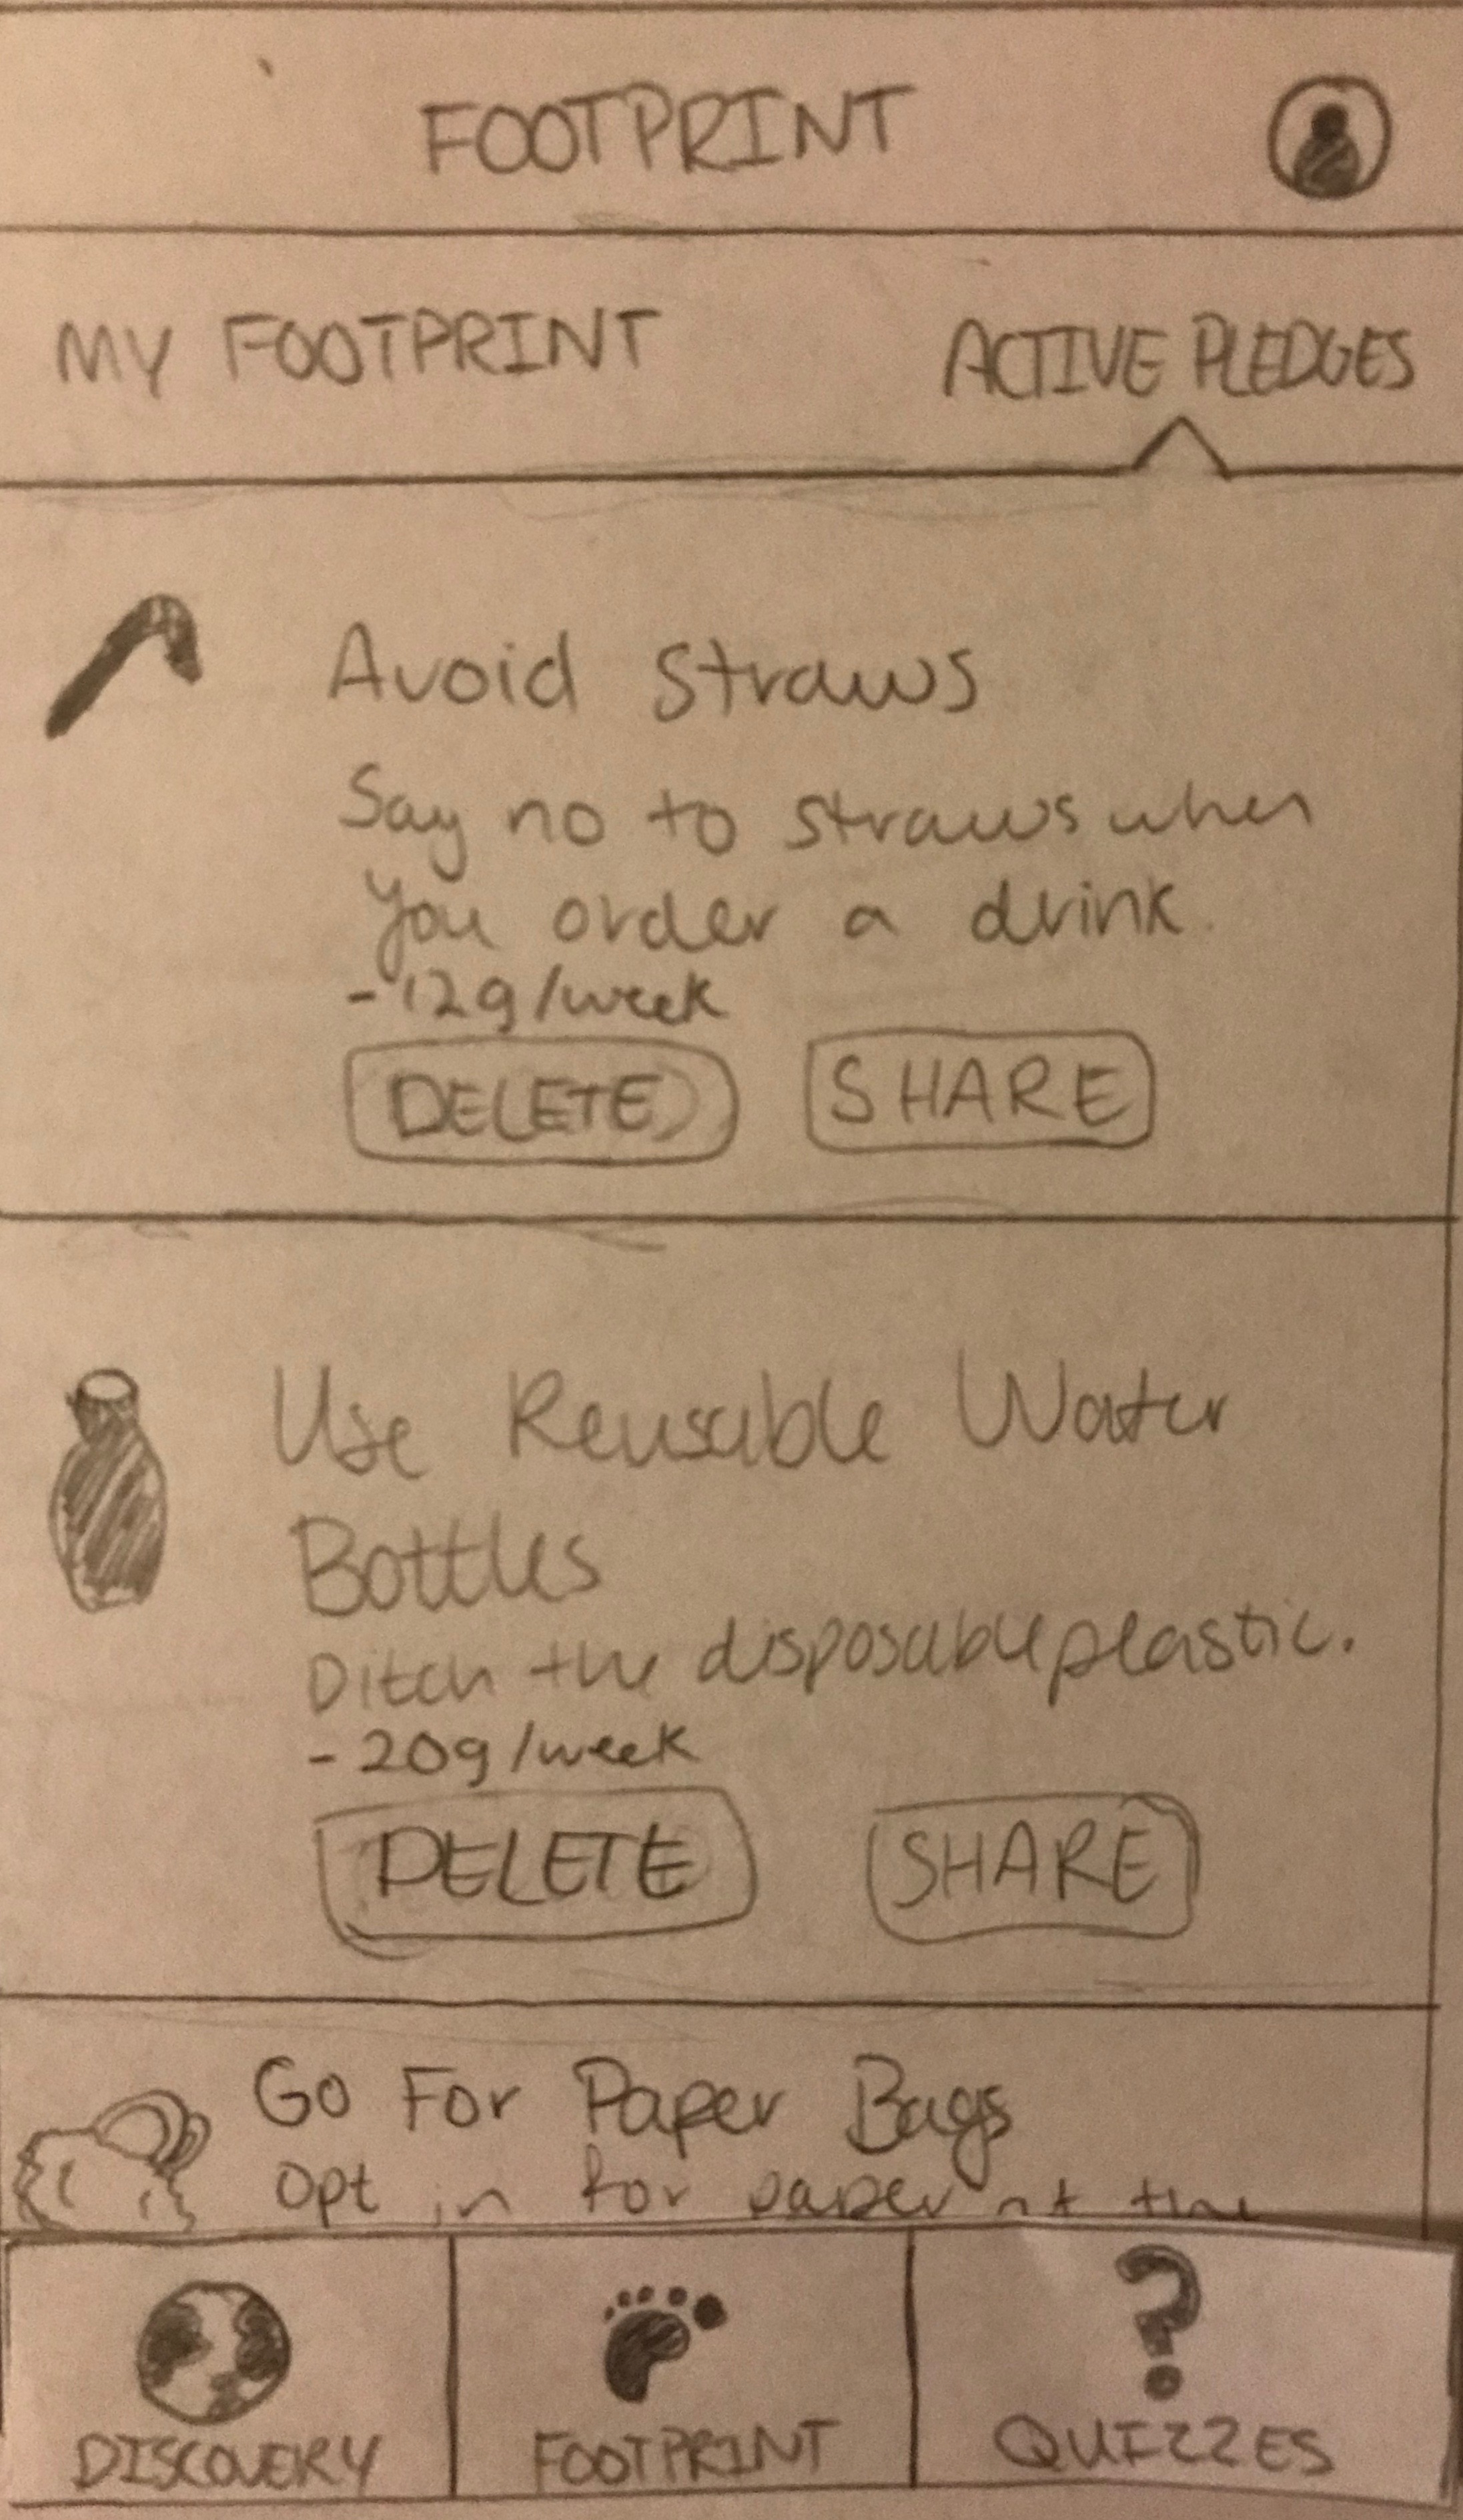 FOOTPRINT
MY FOOTPRINT
ACTIVE PLEDGES
Avoid Straws
Say no to straws when
you order a drink.
-12g/week
DELETE
SHARE
Use Reusable Water
Bottles
Ditch the disposable plastic.
-20g/week
DELETE
SHARE
Go For Paper Bags
Opt in for paper at the
DISCOVERY
FOOTPRINT
QUIZZES